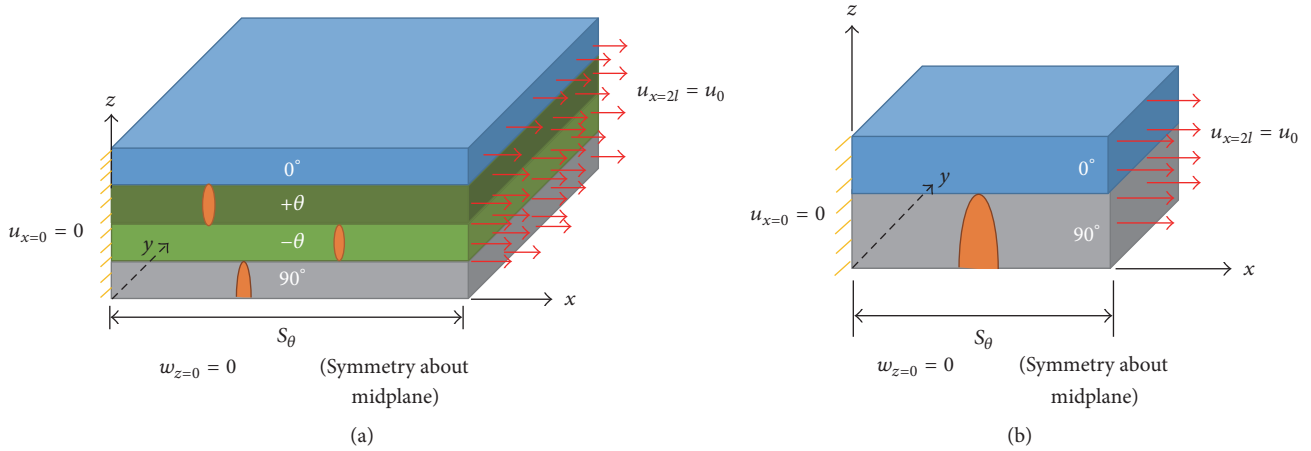 z
0°
+θ
−θ
90°
y
x
u_{x=0} = 0
u_{x=2l} = u_0
S_θ
w_{z=0} = 0
(Symmetry about
midplane)
(a)
z
0°
y
90°
x
u_{x=0} = 0
u_{x=2l} = u_0
S_θ
w_{z=0} = 0
(Symmetry about
midplane)
(b)